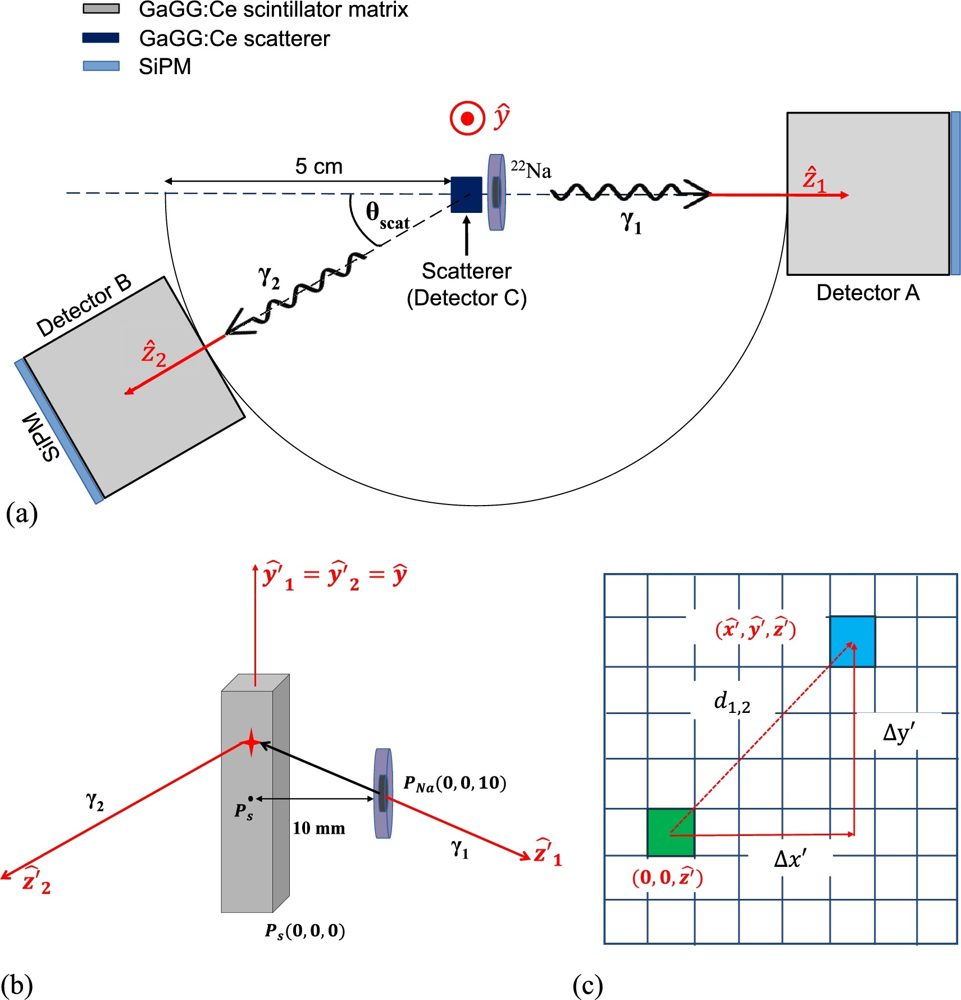 GaGG:Ce scintillator matrix
GaGG:Ce scatterer
SiPM
ŷ
5 cm
²²Na
ẑ₁
θscat
γ₁
γ₂
Scatterer
(Detector C)
Detector A
Detector B
ẑ₂
SiPM
(a)
ŷ′₁ = ŷ′₂ = ŷ
γ₂
Pₛ
10 mm
P_Na(0, 0, 10)
γ₁
ẑ′₁
ẑ′₂
Pₛ(0, 0, 0)
(b)
(x̂′, ŷ′, ẑ′)
d₁,₂
Δy′
Δx′
(0, 0, ẑ′)
(c)